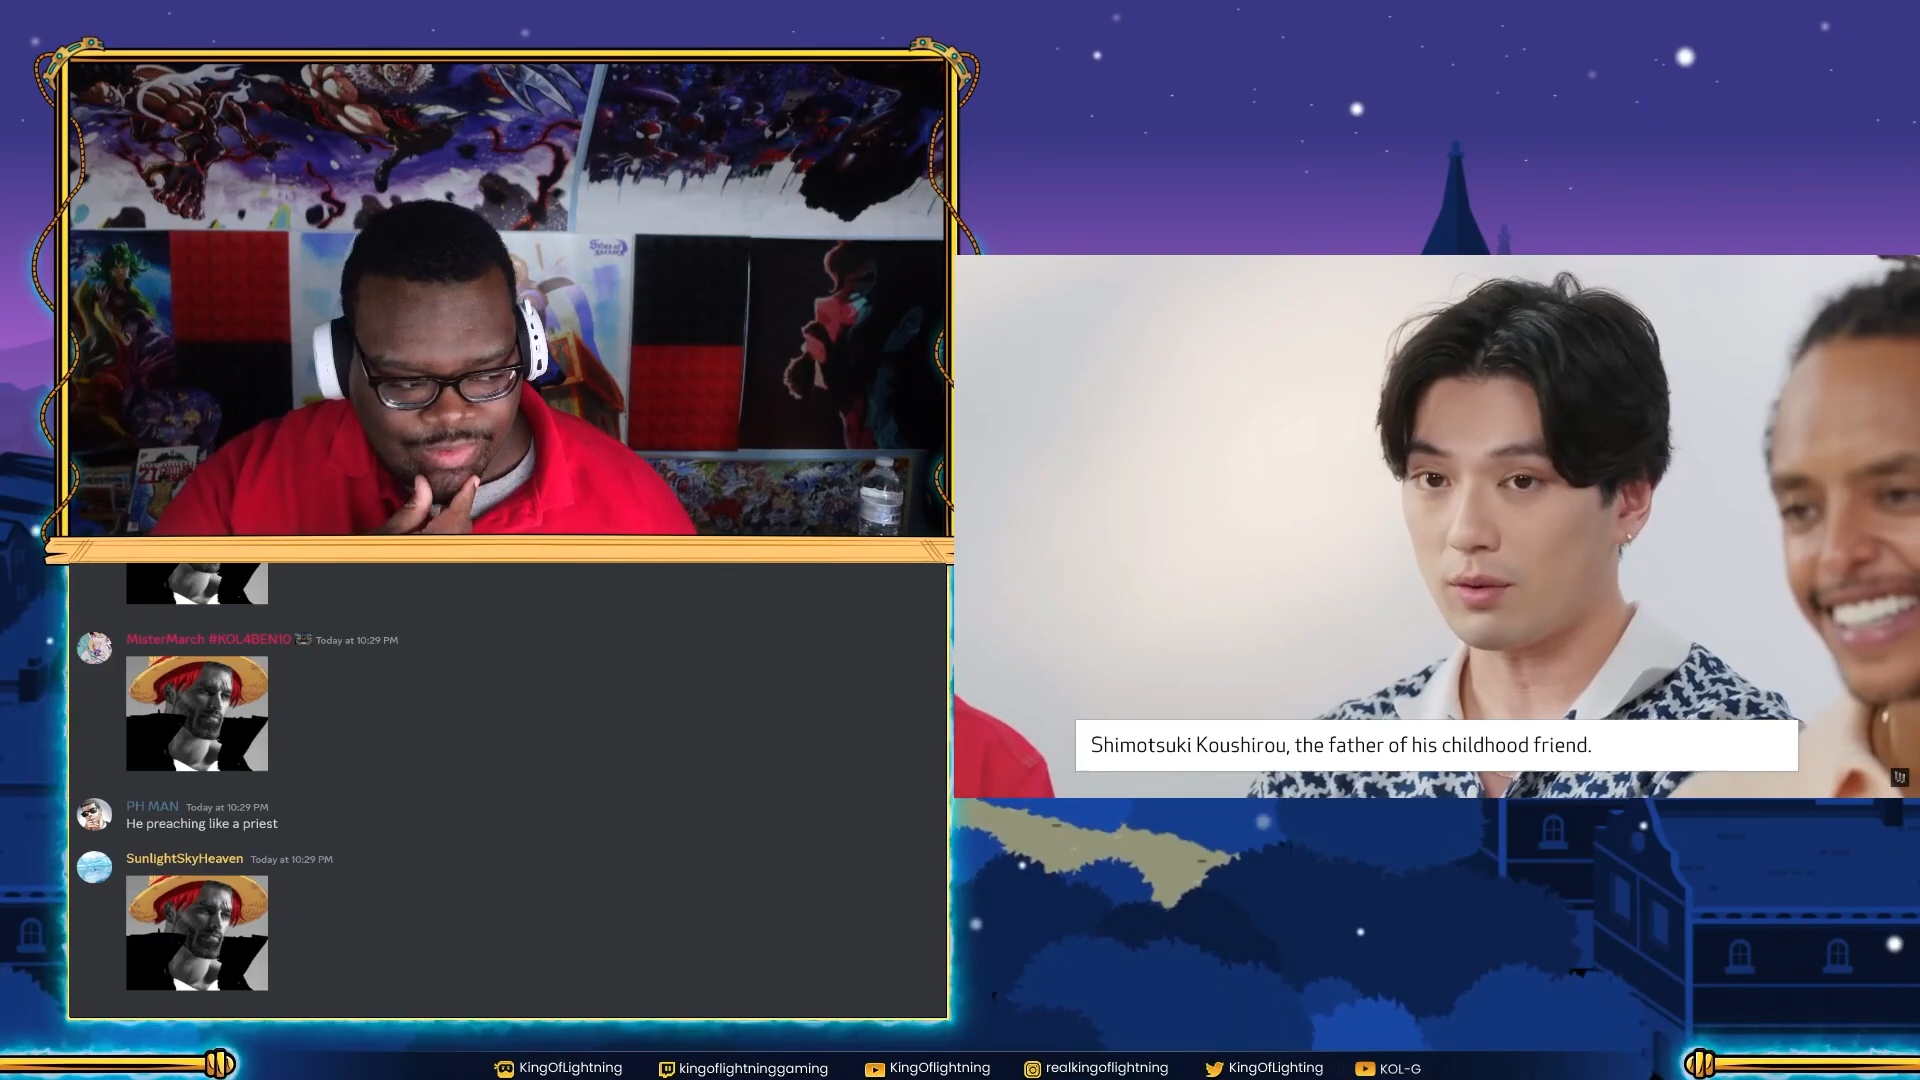 MisterMarch #KOL4BEN10 Today at 10:29 PM
PH MAN Today at 10:29 PM
He preaching like a priest
SunlightSkyHeaven Today at 10:29 PM
Shimotsuki Koushirou, the father of his childhood friend.
KingOfLightning
kingoflightninggaming
KingOflightning
realkingoflightning
KingOfLighting
KOL-G